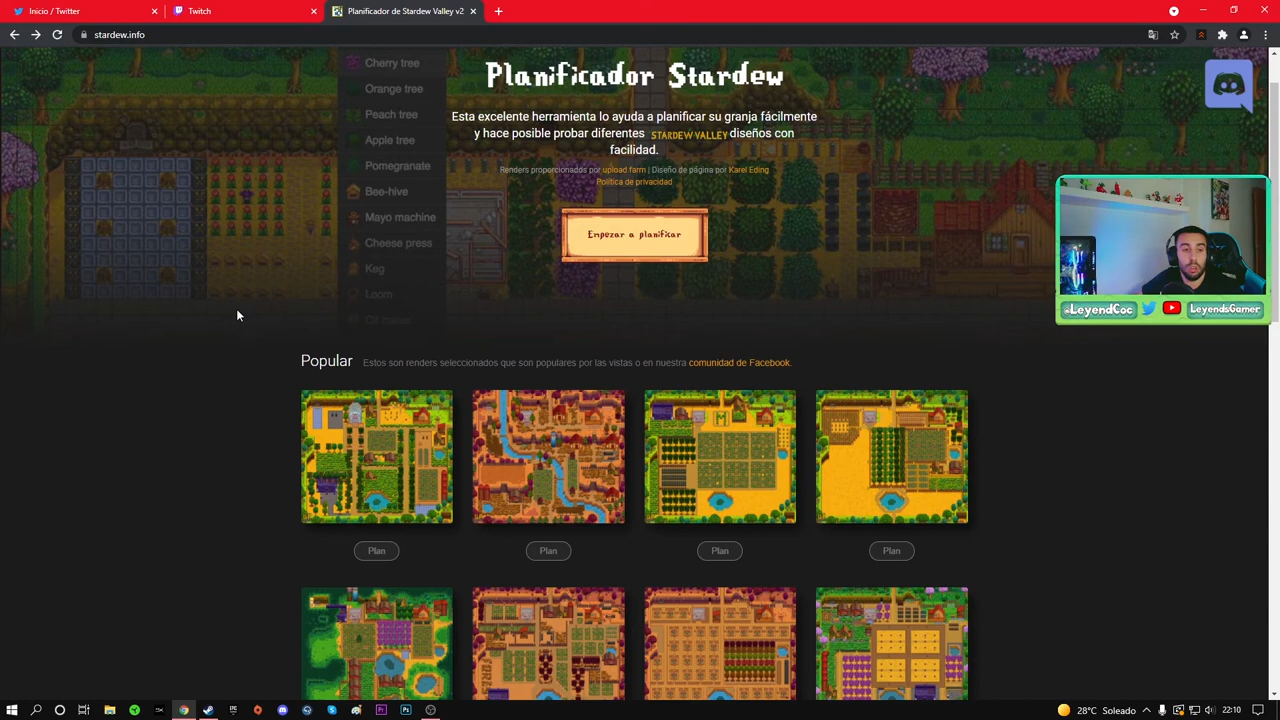 Inicio / Twitter
Twitch
Planificador de Stardew Valley v2
stardew.info
Cherry tree
Orange tree
Peach tree
Apple tree
Pomegranate
Bee-hive
Mayo machine
Cheese press
Keg
Loom
Oil maker
Planificador Stardew
Esta excelente herramienta lo ayuda a planificar su granja fácilmente
y hace posible probar diferentes STARDEW VALLEY diseños con
facilidad.
Renders proporcionados por upload farm | Diseño de página por Karel Eding
Política de privacidad
Empezar a planificar
@LeyendCoc
LeyendsGamer
Popular Estos son renders seleccionados que son populares por las vistas o en nuestra comunidad de Facebook.
Plan
Plan
Plan
Plan
28°C Soleado
22:10